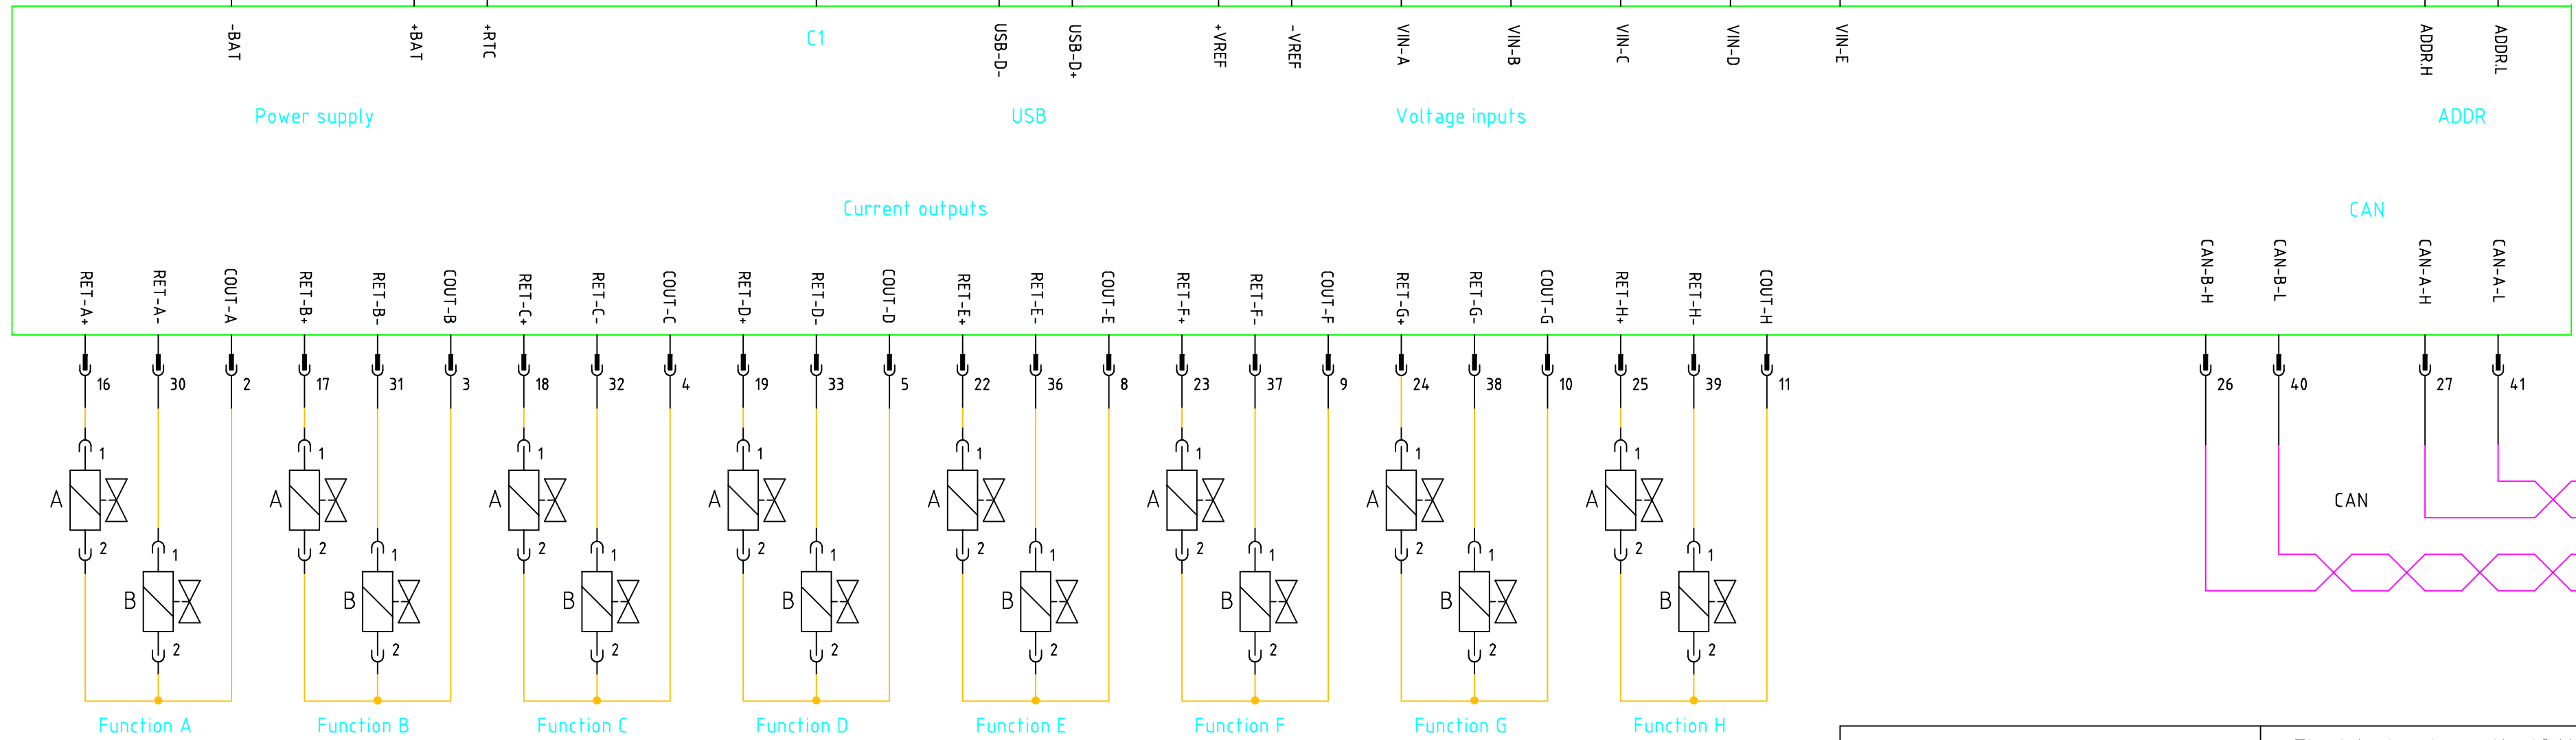 -BAT +BAT +RTC C1 USB-D- USB-D+ +VREF -VREF VIN-A VIN-B VIN-C VIN-D VIN-E ADDR.H ADDR.L
Power supply USB Voltage inputs ADDR
Current outputs CAN
RET-A+ RET-A- COUT-A RET-B+ RET-B- COUT-B RET-C+ RET-C- COUT-C RET-D+ RET-D- COUT-D RET-E+ RET-E- COUT-E RET-F+ RET-F- COUT-F RET-G+ RET-G- COUT-G RET-H+ RET-H- COUT-H CAN-B-H CAN-B-L CAN-A-H CAN-A-L
16 30 2 17 31 3 18 32 4 19 33 5 22 36 8 23 37 9 24 38 10 25 39 11 26 40 27 41
1 1 1 1 1 1 1 1
A A A A A A A A CAN
2 2 2 2 2 2 2 2
1 1 1 1 1 1 1 1
B B B B B B B B
2 2 2 2 2 2 2 2
Function A Function B Function C Function D Function E Function F Function G Function H